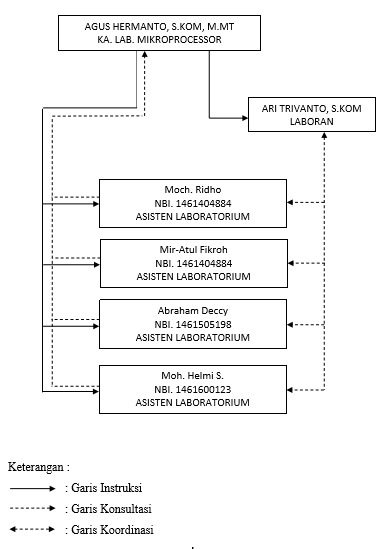 AGUS HERMANTO, S.KOM, M.MT
KA. LAB. MIKROPROCESSOR
ARI TRIVANTO, S.KOM
LABORAN
Moch. Ridho
NBI. 1461404884
ASISTEN LABORATORIUM
Mir-Atul Fikroh
NBI. 1461404884
ASISTEN LABORATORIUM
Abraham Deccy
NBI. 1461505198
ASISTEN LABORATORIUM
Moh. Helmi S.
NBI. 1461600123
ASISTEN LABORATORIUM
Keterangan :
: Garis Instruksi
: Garis Konsultasi
: Garis Koordinasi